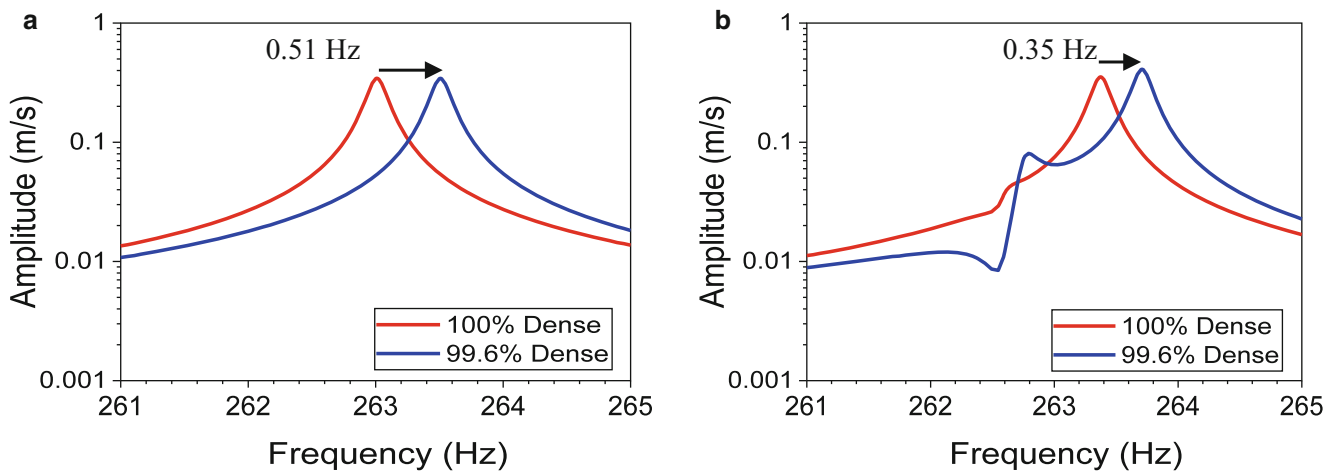 a
0.51 Hz
Amplitude (m/s)
1
0.1
0.01
0.001
100% Dense
99.6% Dense
261 262 263 264 265
Frequency (Hz)
b
0.35 Hz
Amplitude (m/s)
1
0.1
0.01
0.001
100% Dense
99.6% Dense
261 262 263 264 265
Frequency (Hz)